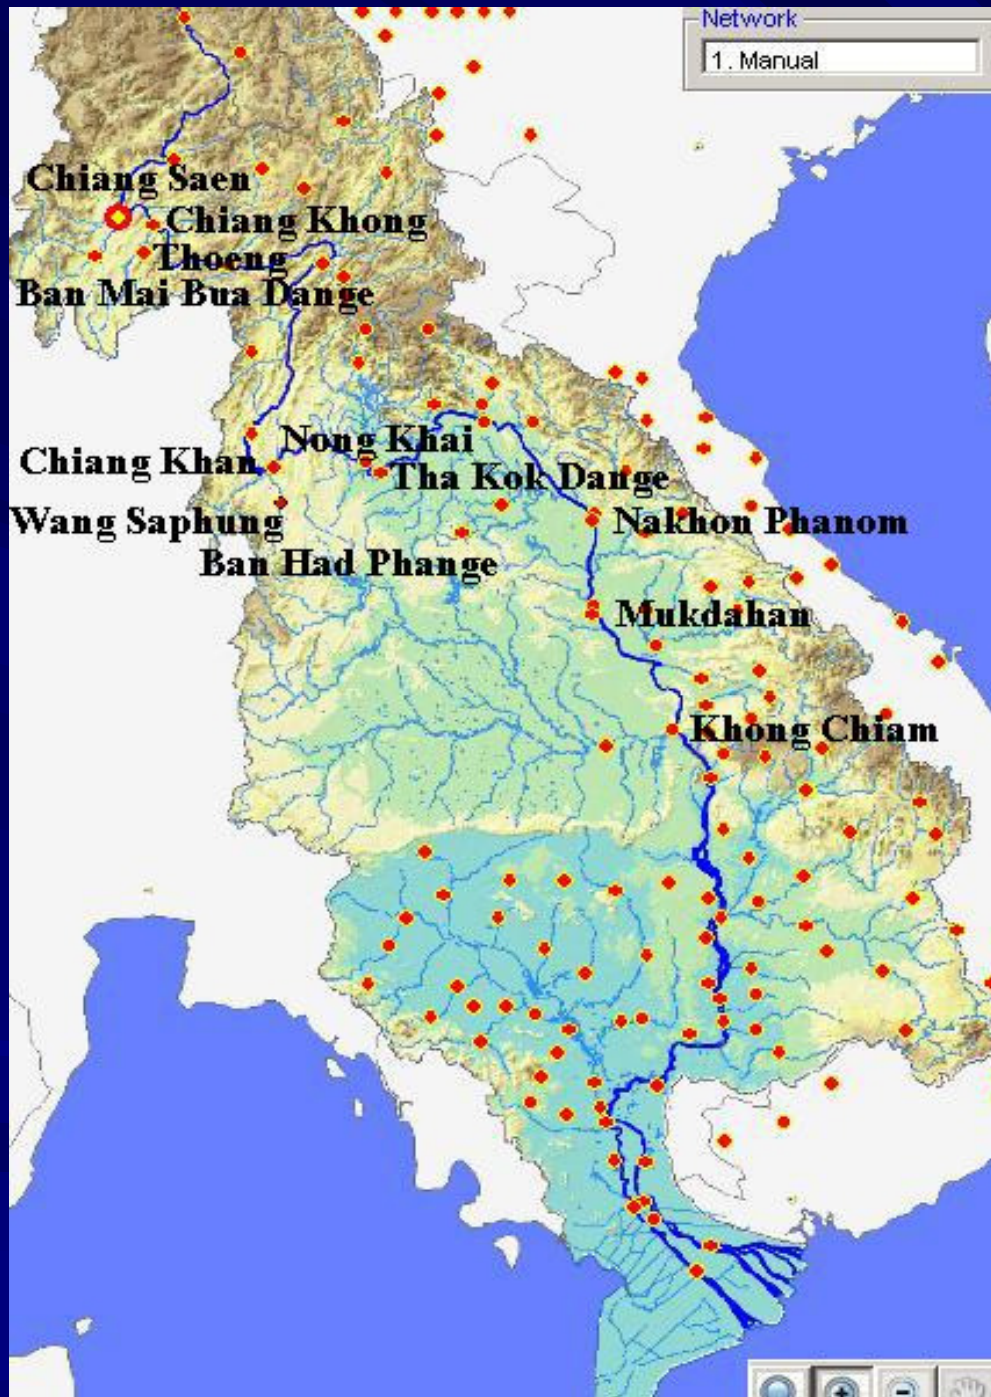 Network
1. Manual
Chiang Saen
Chiang Khong
Thoeng
Ban Mai Bua Dange
Nong Khai
Chiang Khan
Tha Kok Dange
Wang Saphung
Nakhon Phanom
Ban Had Phange
Mukdahan
Khong Chiam